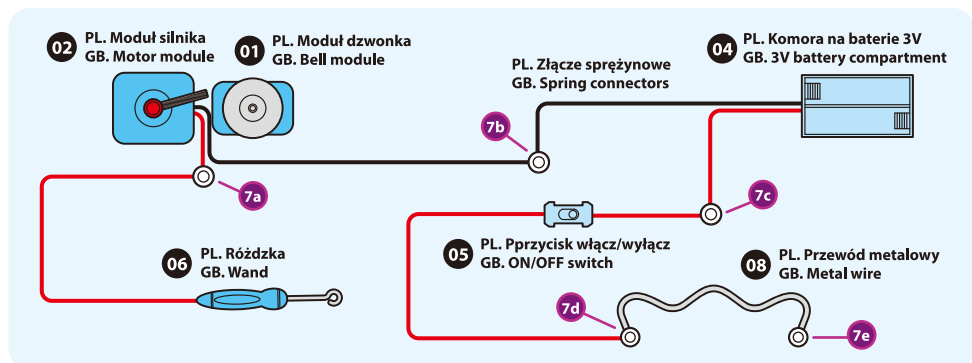 02
PL. Moduł silnika
GB. Motor module
01
PL. Moduł dzwonka
GB. Bell module
PL. Złącze sprężynowe
GB. Spring connectors
04
PL. Komora na baterie 3V
GB. 3V battery compartment
7b
7a
7c
05
PL. Pprzycisk włącz/wyłącz
GB. ON/OFF switch
06
PL. Różdzka
GB. Wand
08
PL. Przewód metalowy
GB. Metal wire
7d
7e